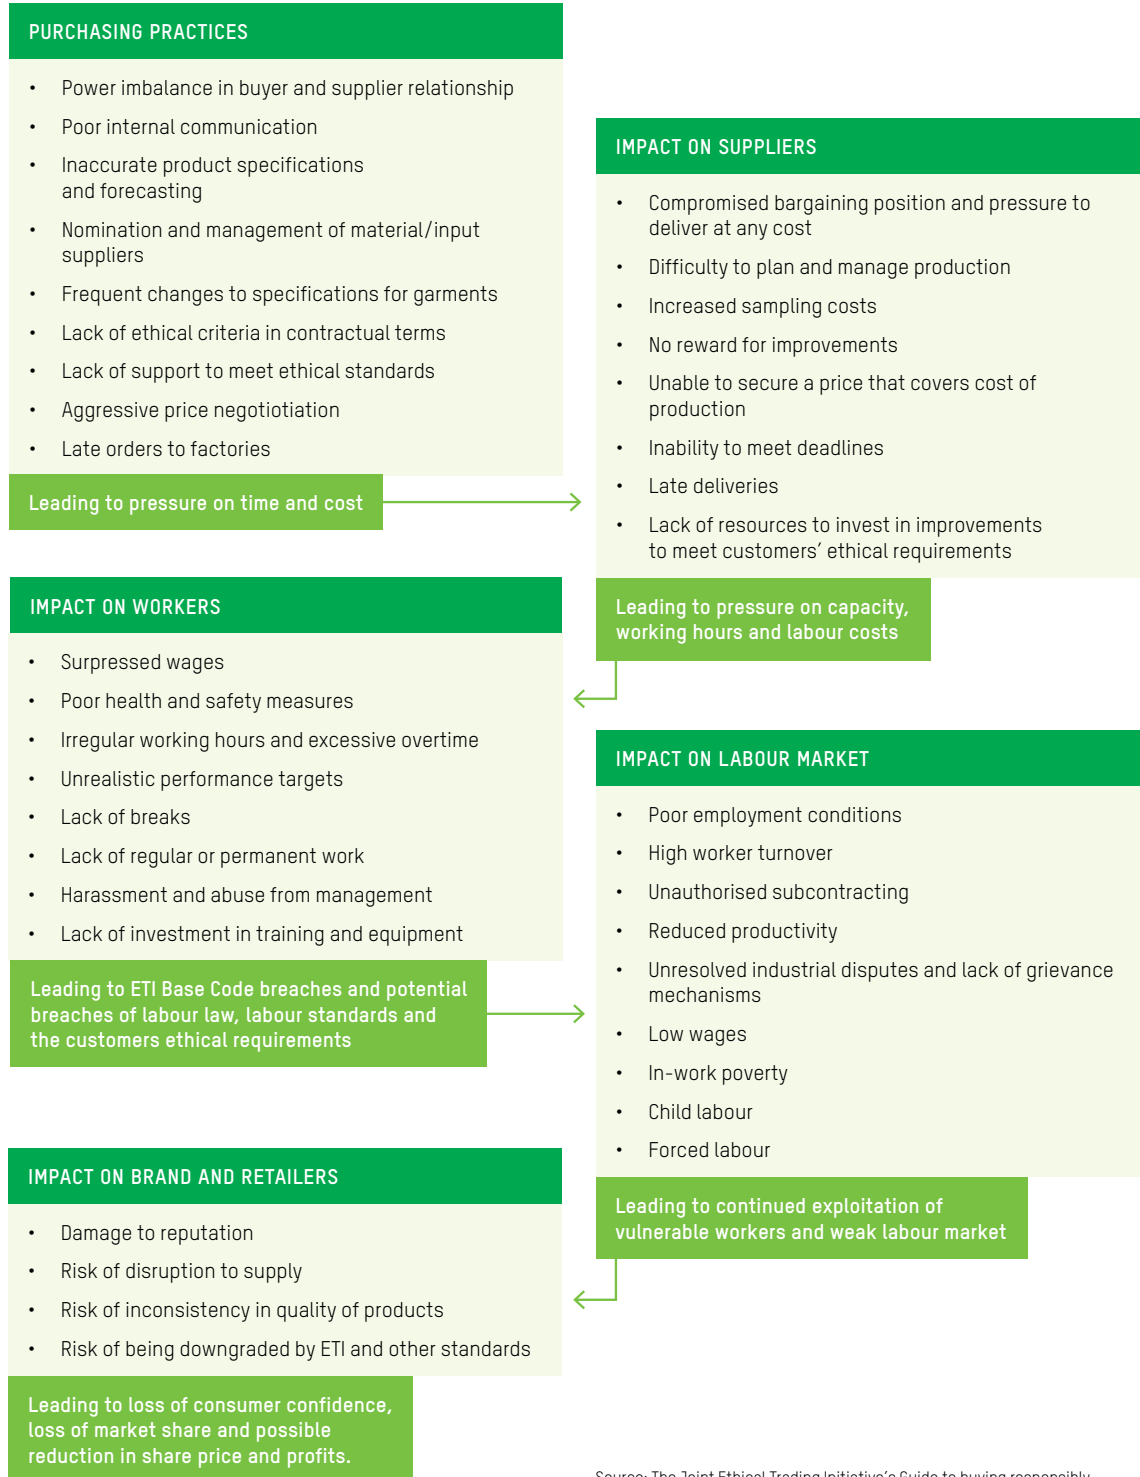 PURCHASING PRACTICES
• Power imbalance in buyer and supplier relationship
• Poor internal communication
• Inaccurate product specifications
and forecasting
• Nomination and management of material/input
suppliers
• Frequent changes to specifications for garments
• Lack of ethical criteria in contractual terms
• Lack of support to meet ethical standards
• Aggressive price negotiotiation
• Late orders to factories
Leading to pressure on time and cost
IMPACT ON SUPPLIERS
• Compromised bargaining position and pressure to
deliver at any cost
• Difficulty to plan and manage production
• Increased sampling costs
• No reward for improvements
• Unable to secure a price that covers cost of
production
• Inability to meet deadlines
• Late deliveries
• Lack of resources to invest in improvements
to meet customers’ ethical requirements
Leading to pressure on capacity,
working hours and labour costs
IMPACT ON WORKERS
• Surpressed wages
• Poor health and safety measures
• Irregular working hours and excessive overtime
• Unrealistic performance targets
• Lack of breaks
• Lack of regular or permanent work
• Harassment and abuse from management
• Lack of investment in training and equipment
Leading to ETI Base Code breaches and potential
breaches of labour law, labour standards and
the customers ethical requirements
IMPACT ON LABOUR MARKET
• Poor employment conditions
• High worker turnover
• Unauthorised subcontracting
• Reduced productivity
• Unresolved industrial disputes and lack of grievance
mechanisms
• Low wages
• In-work poverty
• Child labour
• Forced labour
Leading to continued exploitation of
vulnerable workers and weak labour market
IMPACT ON BRAND AND RETAILERS
• Damage to reputation
• Risk of disruption to supply
• Risk of inconsistency in quality of products
• Risk of being downgraded by ETI and other standards
Leading to loss of consumer confidence,
loss of market share and possible
reduction in share price and profits.
Source: The Joint Ethical Trading Initiative’s Guide to buying responsibly